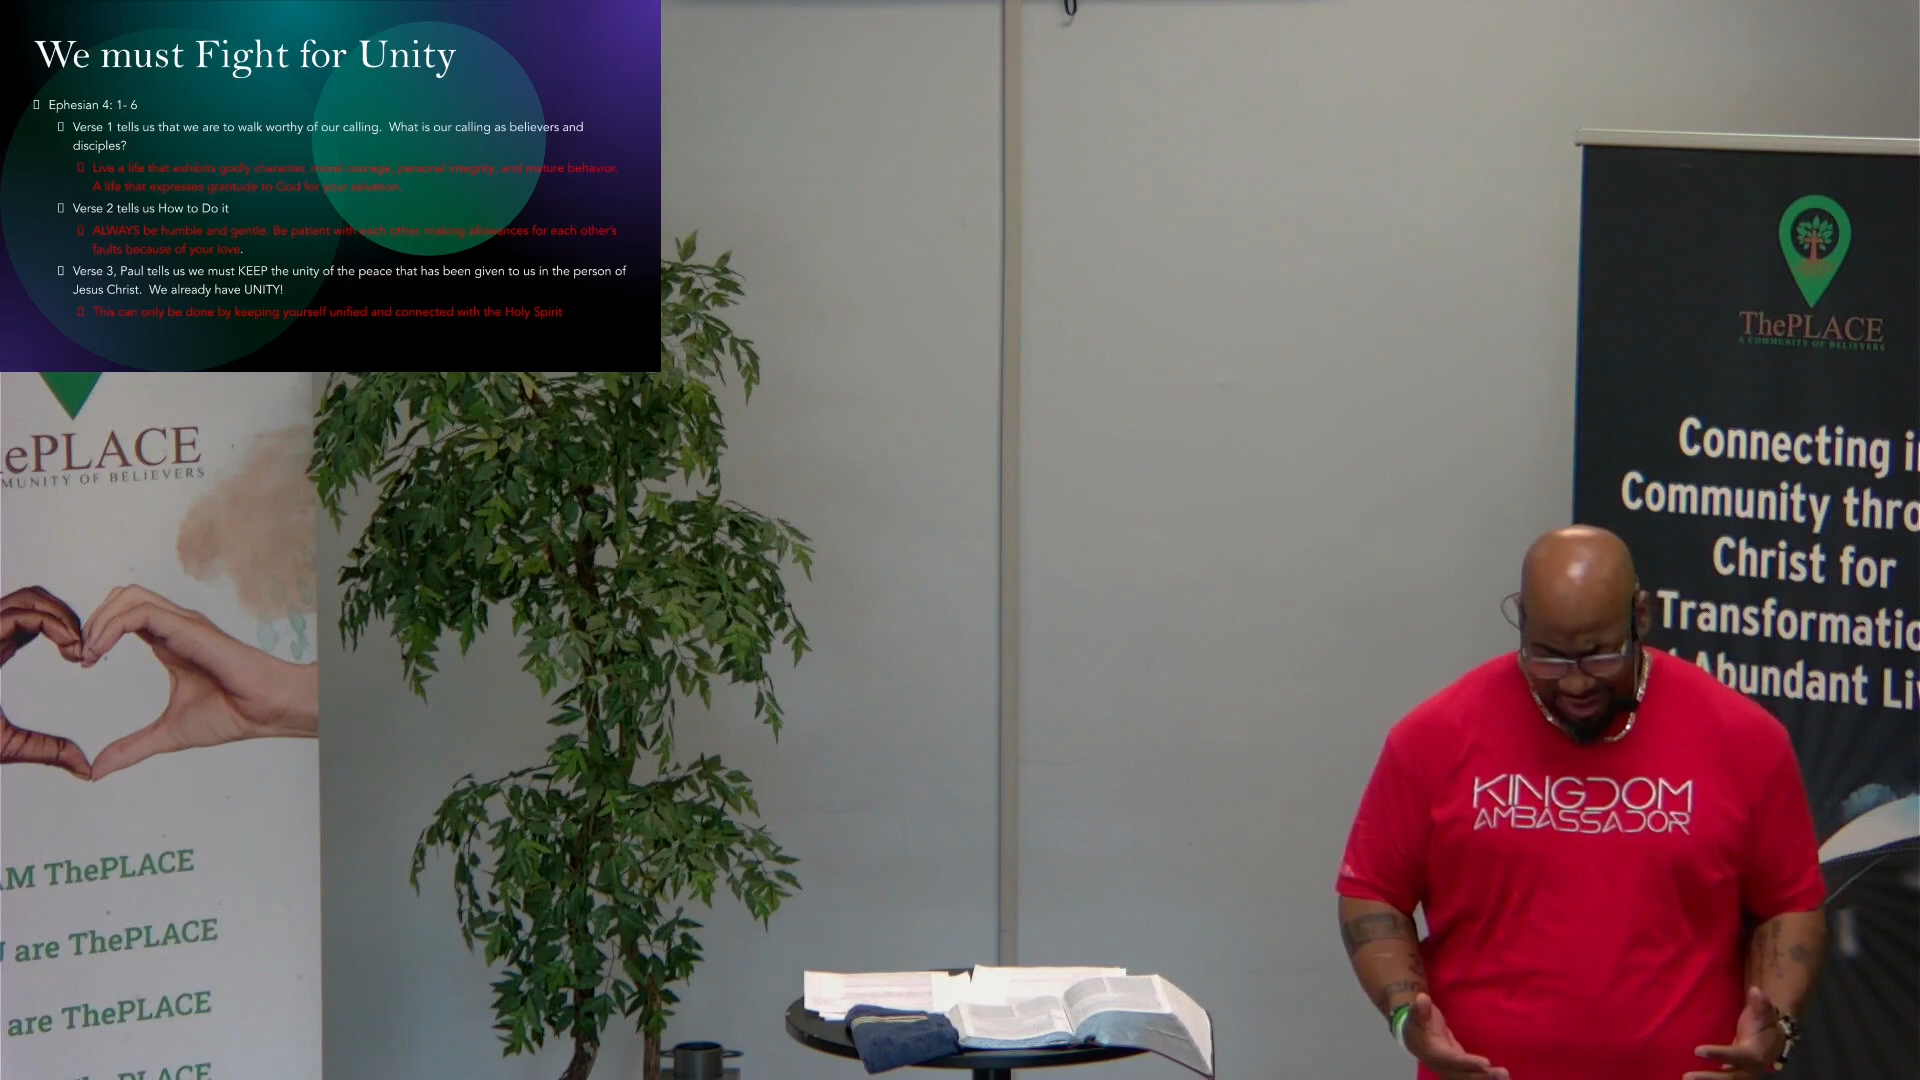 We must Fight for Unity
Ephesian 4: 1- 6
Verse 1 tells us that we are to walk worthy of our calling.  What is our calling as believers and
disciples?
Live a life that exhibits godly character, moral courage, personal integrity, and mature behavior.
A life that expresses gratitude to God for your salvation.
Verse 2 tells us How to Do it
ALWAYS be humble and gentle. Be patient with each other, making allowances for each other's
faults because of your love.
Verse 3, Paul tells us we must KEEP the unity of the peace that has been given to us in the person of
Jesus Christ.  We already have UNITY!
This can only be done by keeping yourself unified and connected with the Holy Spirit
ePLACE
MUNITY OF BELIEVERS
AM ThePLACE
are ThePLACE
are ThePLACE
PLACE
ThePLACE
A COMMUNITY OF BELIEVERS
Connecting i
Community thro
Christ for
Transformatio
Abundant Li
KINGDOM
AMBASSADOR